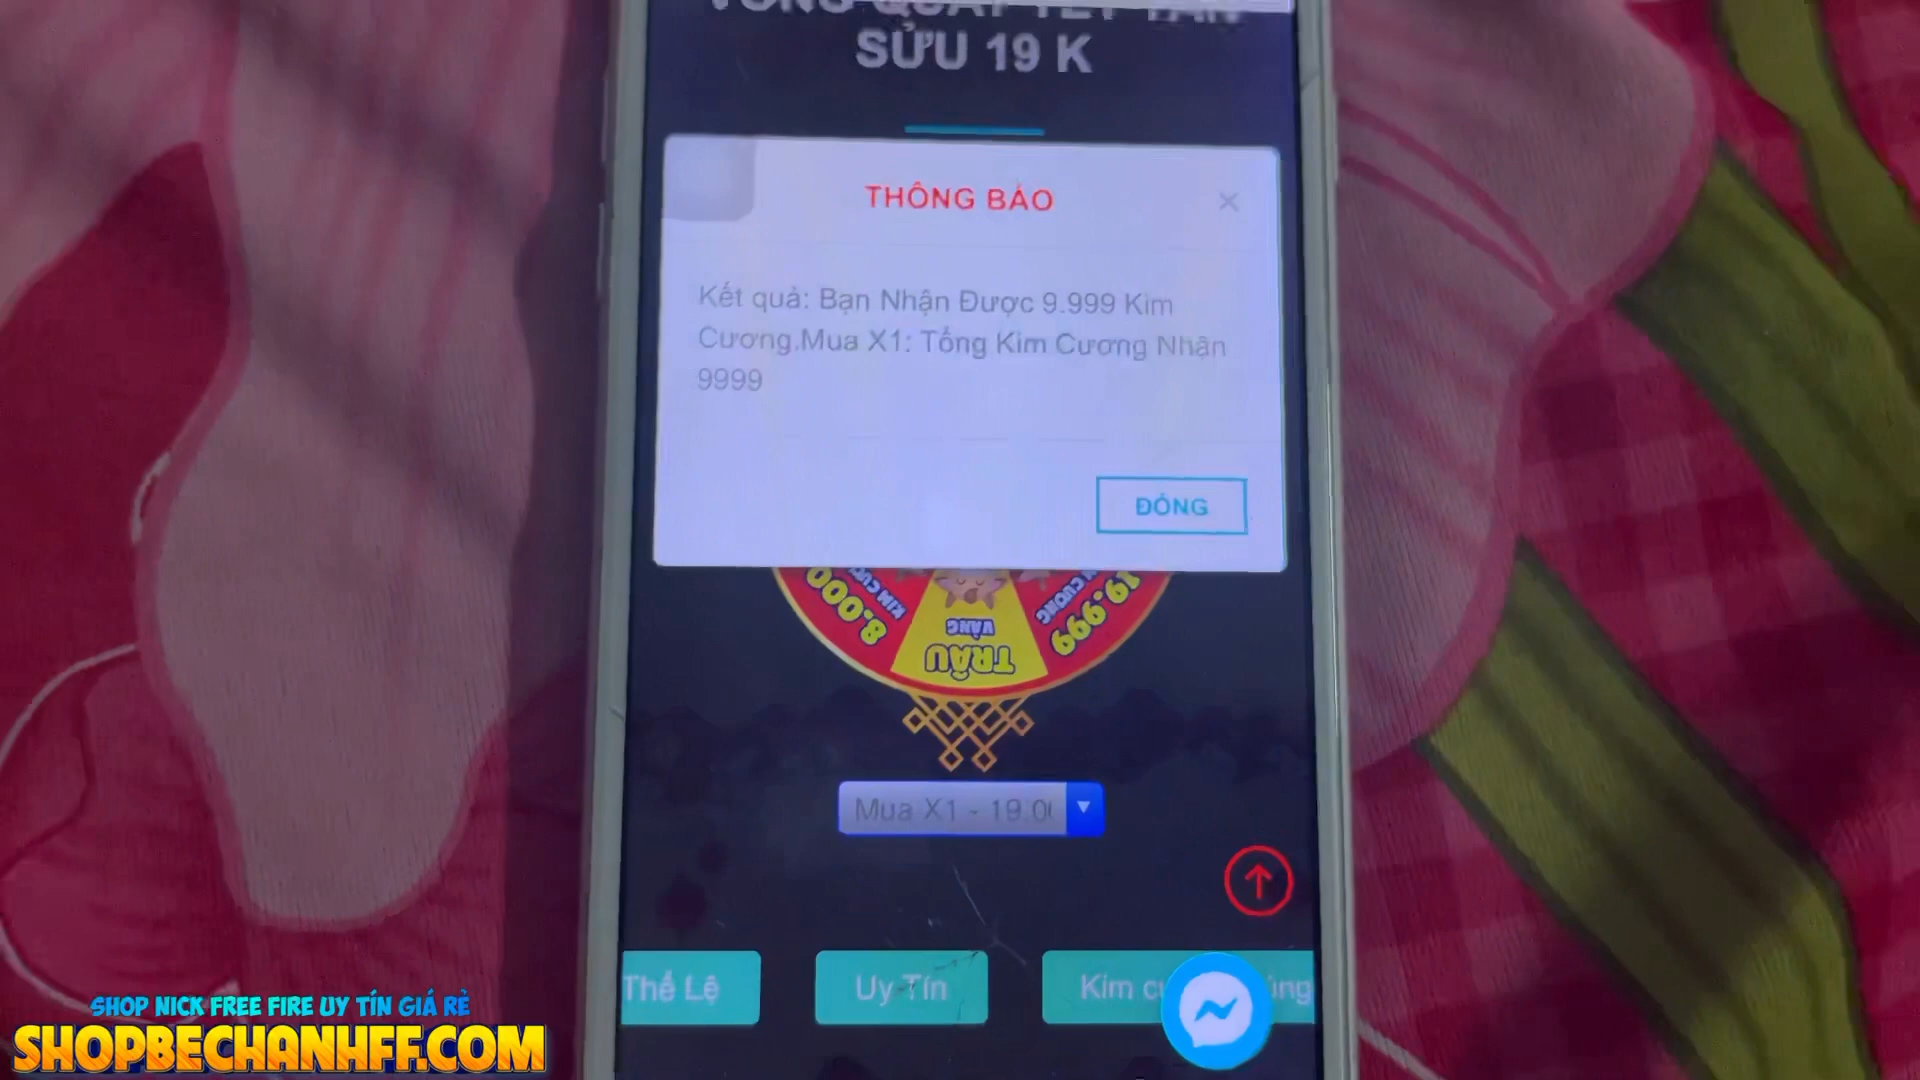 SỬU 19 K
THÔNG BÁO
Kết quả: Bạn Nhận Được 9.999 Kim
Cương.Mua X1: Tổng Kim Cương Nhận
9999
ĐÓNG
8.000
TRÂU
VÀNG
19.999
CƯƠNG
Mua X1 - 19.0
Thể Lệ
Uy Tín
Kim
SHOP NICK FREE FIRE UY TÍN GIÁ RẺ
SHOPBECHANHFF.COM